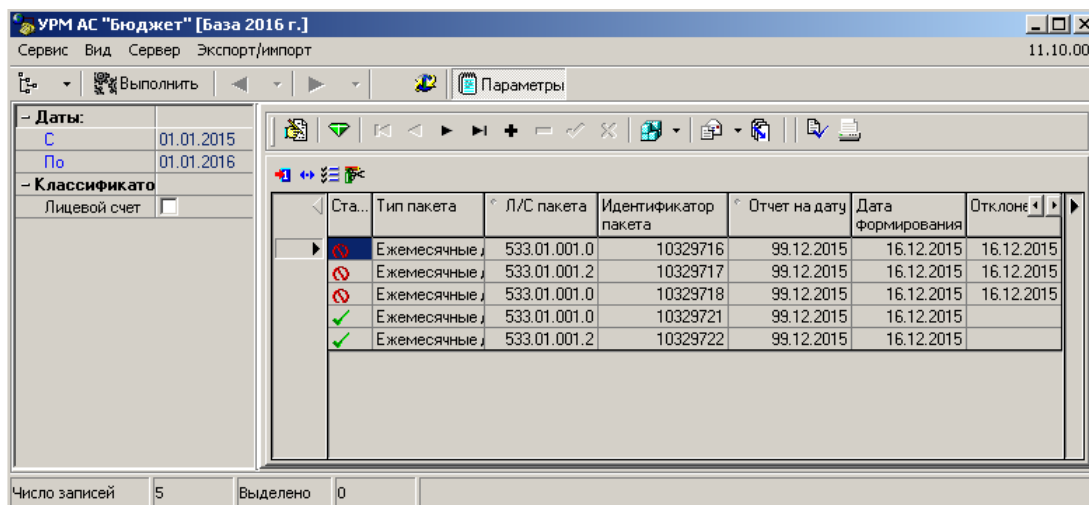 УРМ АС "Бюджет" [База 2016 г.]
Сервис Вид Сервер Экспорт/импорт 11.10.00
Выполнить Параметры
Даты:
С 01.01.2015
По 01.01.2016
Классификато
Лицевой счет
Ста... Тип пакета Л/С пакета Идентификатор пакета Отчет на дату Дата формирования Отклоне
Ежемесячные 533.01.001.0 10329716 99.12.2015 16.12.2015 16.12.2015
Ежемесячные 533.01.001.2 10329717 99.12.2015 16.12.2015 16.12.2015
Ежемесячные 533.01.001.0 10329718 99.12.2015 16.12.2015 16.12.2015
Ежемесячные 533.01.001.0 10329721 99.12.2015 16.12.2015
Ежемесячные 533.01.001.2 10329722 99.12.2015 16.12.2015
Число записей 5 Выделено 0